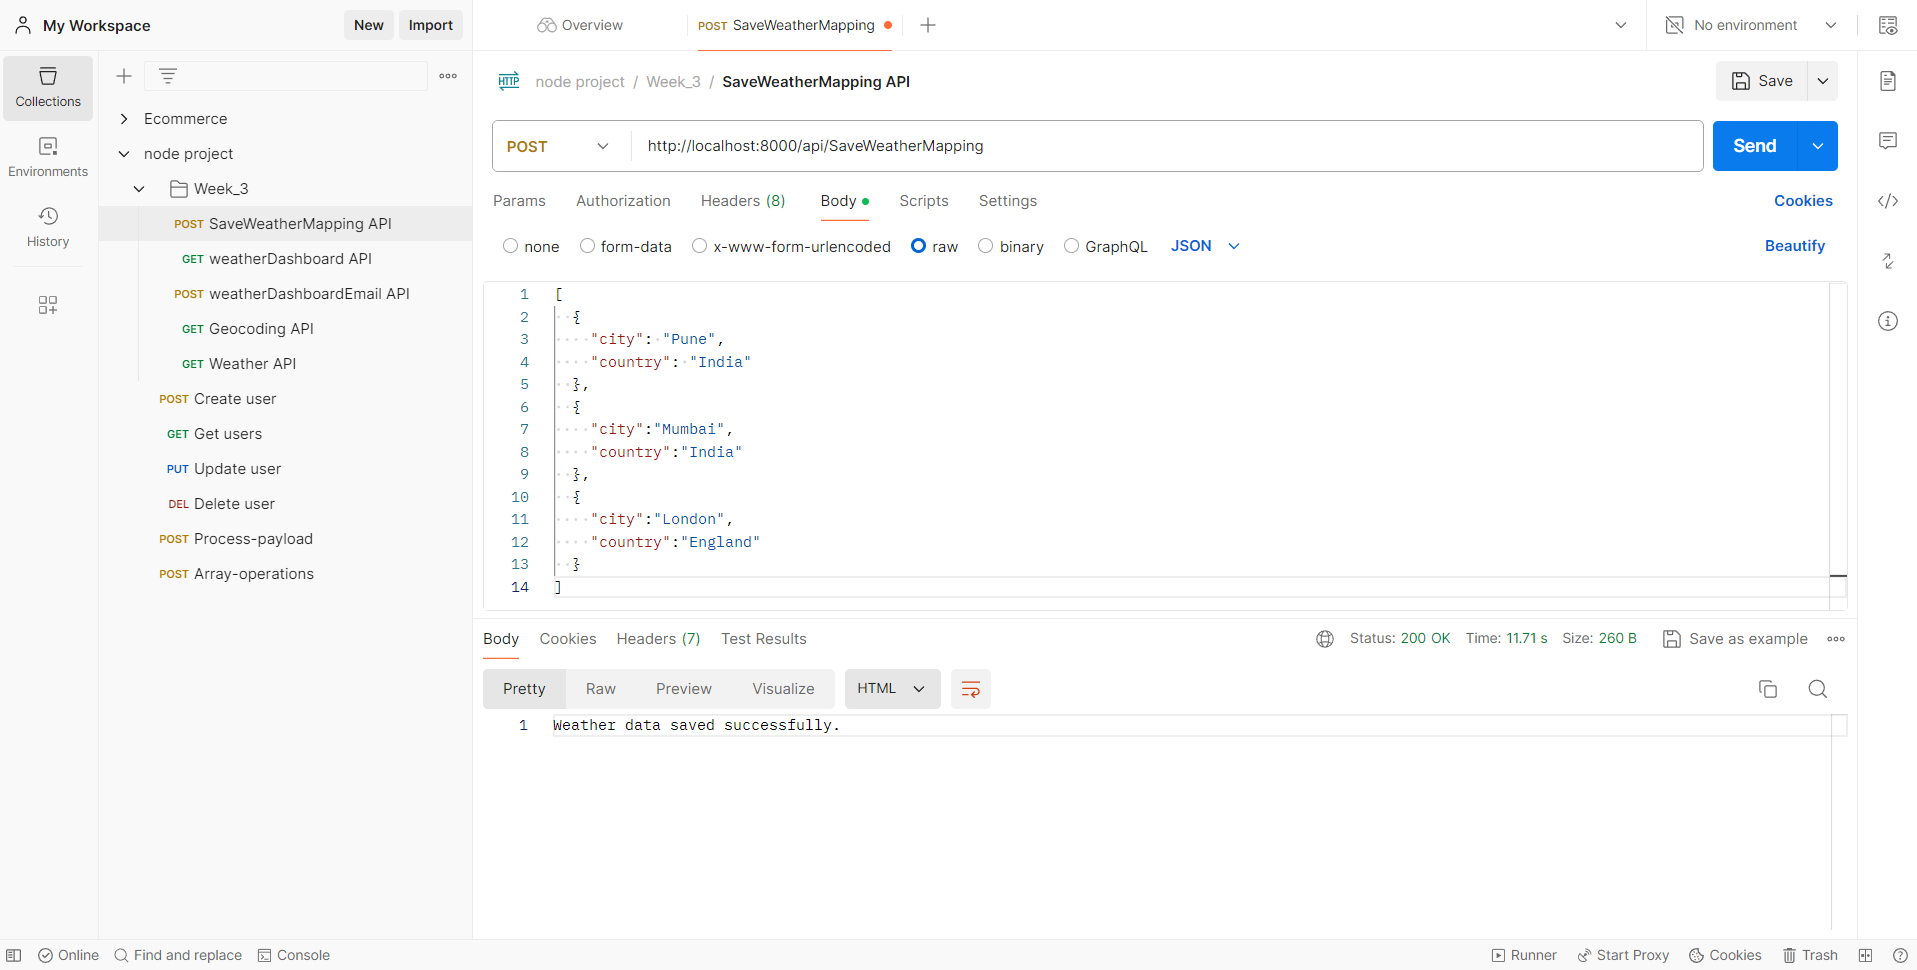 My Workspace
New
Import
Overview
POST SaveWeatherMapping
No environment
Collections
Environments
History
Ecommerce
node project
Week_3
POST SaveWeatherMapping API
GET weatherDashboard API
POST weatherDashboardEmail API
GET Geocoding API
GET Weather API
POST Create user
GET Get users
PUT Update user
DEL Delete user
POST Process-payload
POST Array-operations
HTTP node project / Week_3 / SaveWeatherMapping API
Save
POST http://localhost:8000/api/SaveWeatherMapping
Send
Params Authorization Headers (8) Body Scripts Settings
Cookies
none form-data x-www-form-urlencoded raw binary GraphQL JSON
Beautify
1 [
2 {
3 "city": "Pune",
4 "country": "India"
5 },
6 {
7 "city":"Mumbai",
8 "country":"India"
9 },
10 {
11 "city":"London",
12 "country":"England"
13 }
14 ]
Body Cookies Headers (7) Test Results
Status: 200 OK Time: 11.71 s Size: 260 B
Save as example
Pretty Raw Preview Visualize HTML
1 Weather data saved successfully.
Online Find and replace Console
Runner Start Proxy Cookies Trash